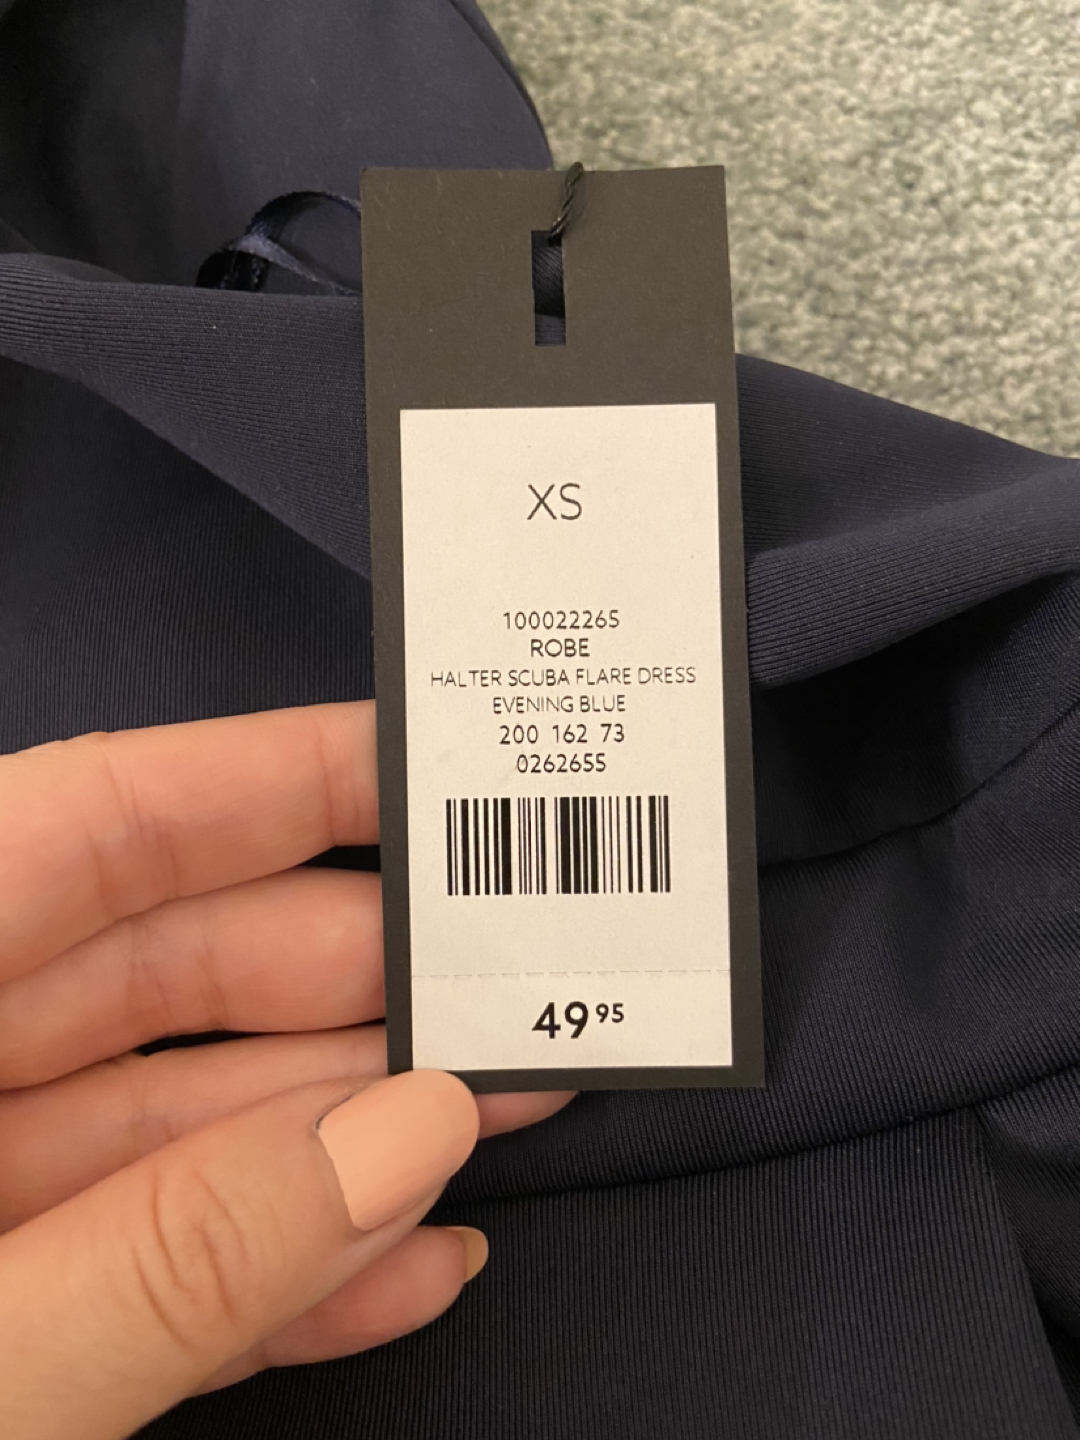 XS
100022265
ROBE
HALTER SCUBA FLARE DRESS
EVENING BLUE
200 162 73
0262655
49 95